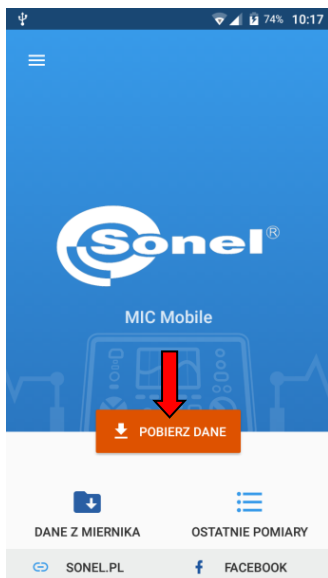 74% 10:17
Sonel®
MIC Mobile
POBIERZ DANE
DANE Z MIERNIKA
OSTATNIE POMIARY
SONEL.PL
FACEBOOK